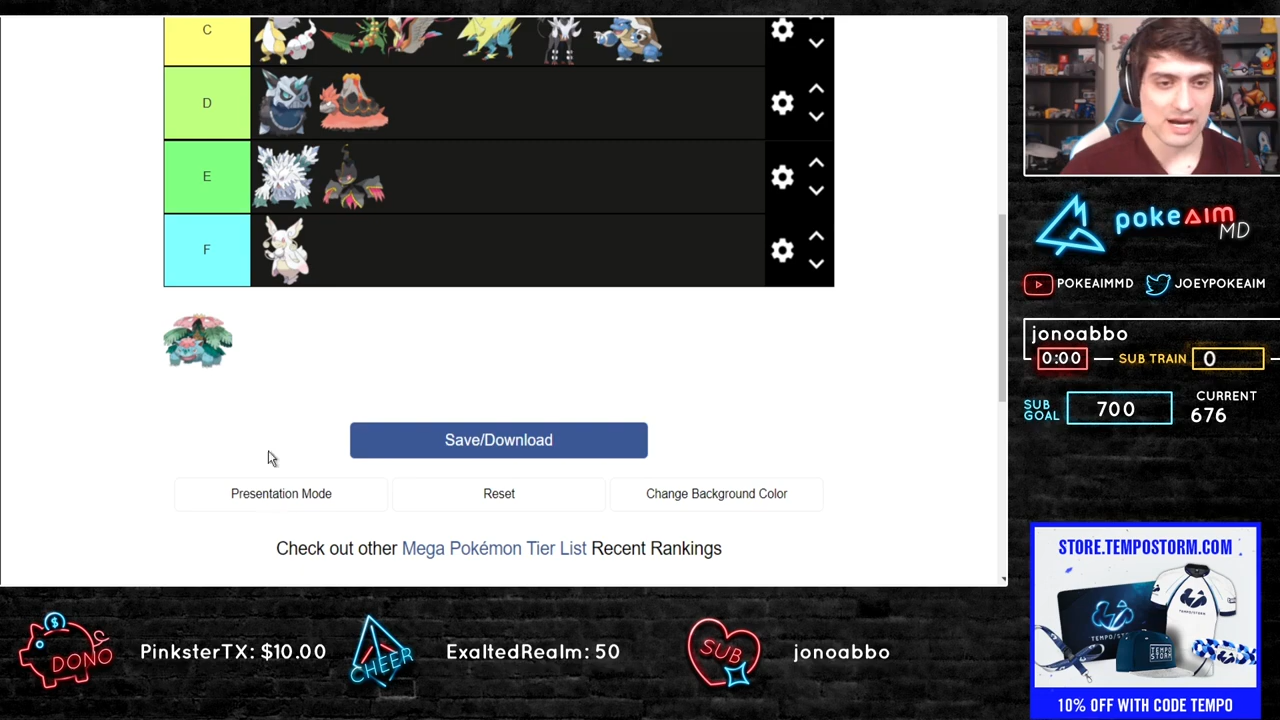 C
D
E
F
Save/Download
Presentation Mode
Reset
Change Background Color
Check out other Mega Pokémon Tier List Recent Rankings
pokeAIM
MD
POKEAIMMD
JOEYPOKEAIM
jonoabbo
0:00
SUB TRAIN
0
SUB GOAL
700
CURRENT
676
STORE.TEMPOSTORM.COM
TEMPO STORM
10% OFF WITH CODE TEMPO
DONO
PinksterTX: $10.00
CHEER
ExaltedRealm: 50
SUB
jonoabbo